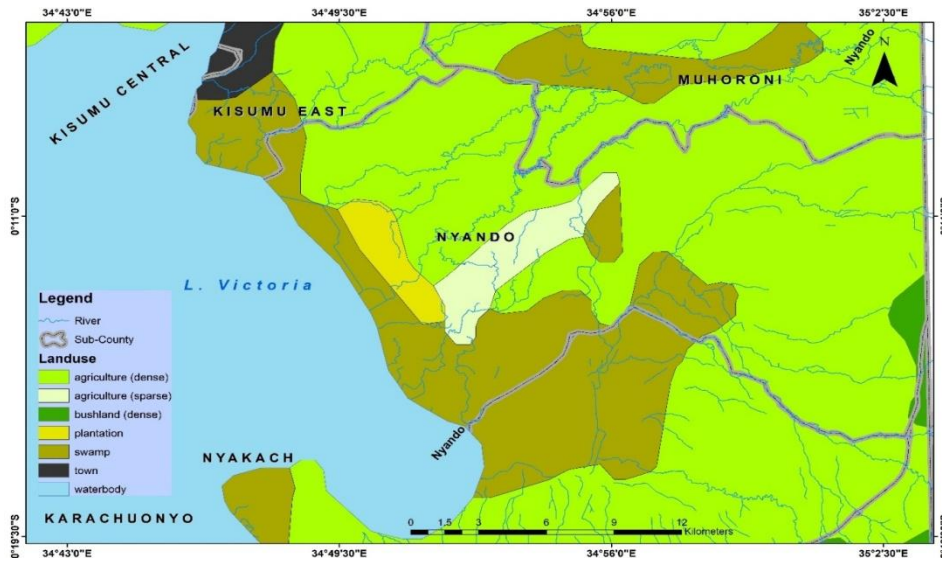 34°43'0"E
34°49'30"E
34°56'0"E
35°2'30"E
KISUMU CENTRAL
Nyando
N
MUHORONI
KISUMU EAST
0°11'0"S
NYANDO
L. Victoria
Legend
River
Sub-County
Landuse
agriculture (dense)
agriculture (sparse)
bushland (dense)
plantation
swamp
town
waterbody
Nyando
NYAKACH
KARACHUONYO
0 1.5 3 6 9 12
Kilometers
0°19'30"S
34°43'0"E
34°49'30"E
34°56'0"E
35°2'30"E